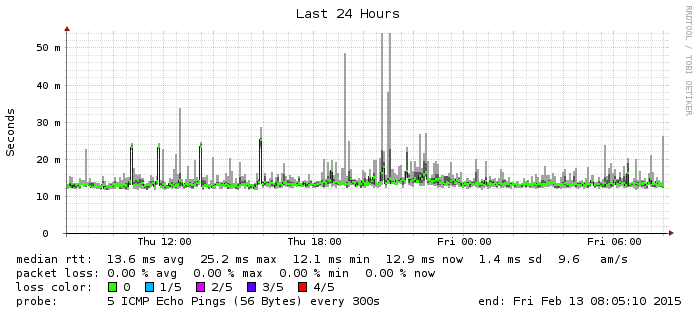 Last 24 Hours
RRDTOOL / TOBI OETIKER
Seconds
50 m
40 m
30 m
20 m
10 m
0
Thu 12:00 Thu 18:00 Fri 00:00 Fri 06:00
median rtt: 13.6 ms avg 25.2 ms max 12.1 ms min 12.9 ms now 1.4 ms sd 9.6 am/s
packet loss: 0.00 % avg 0.00 % max 0.00 % min 0.00 % now
loss color: 0 1/5 2/5 3/5 4/5
probe: 5 ICMP Echo Pings (56 Bytes) every 300s end: Fri Feb 13 08:05:10 2015